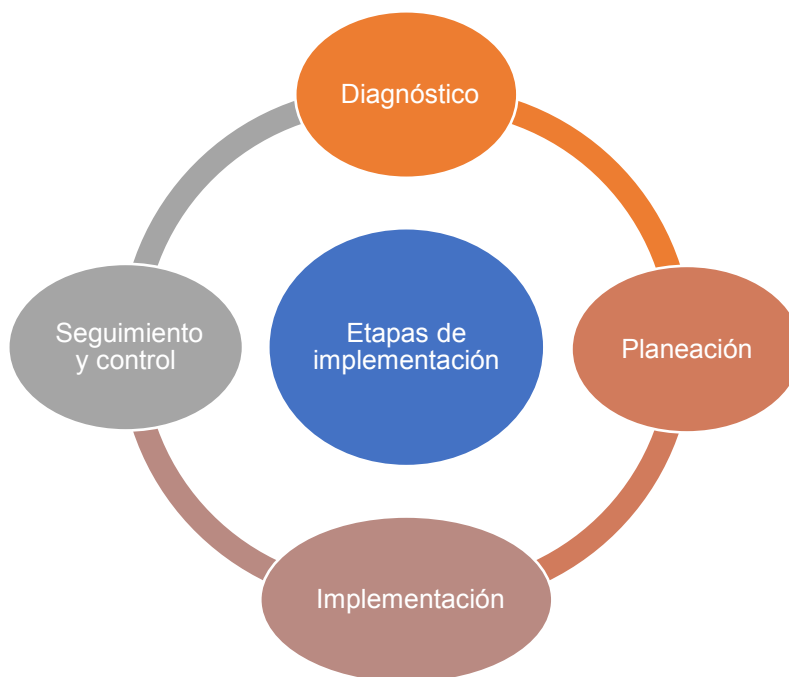 Diagnóstico
Planeación
Implementación
Seguimiento
y control
Etapas de
implementación